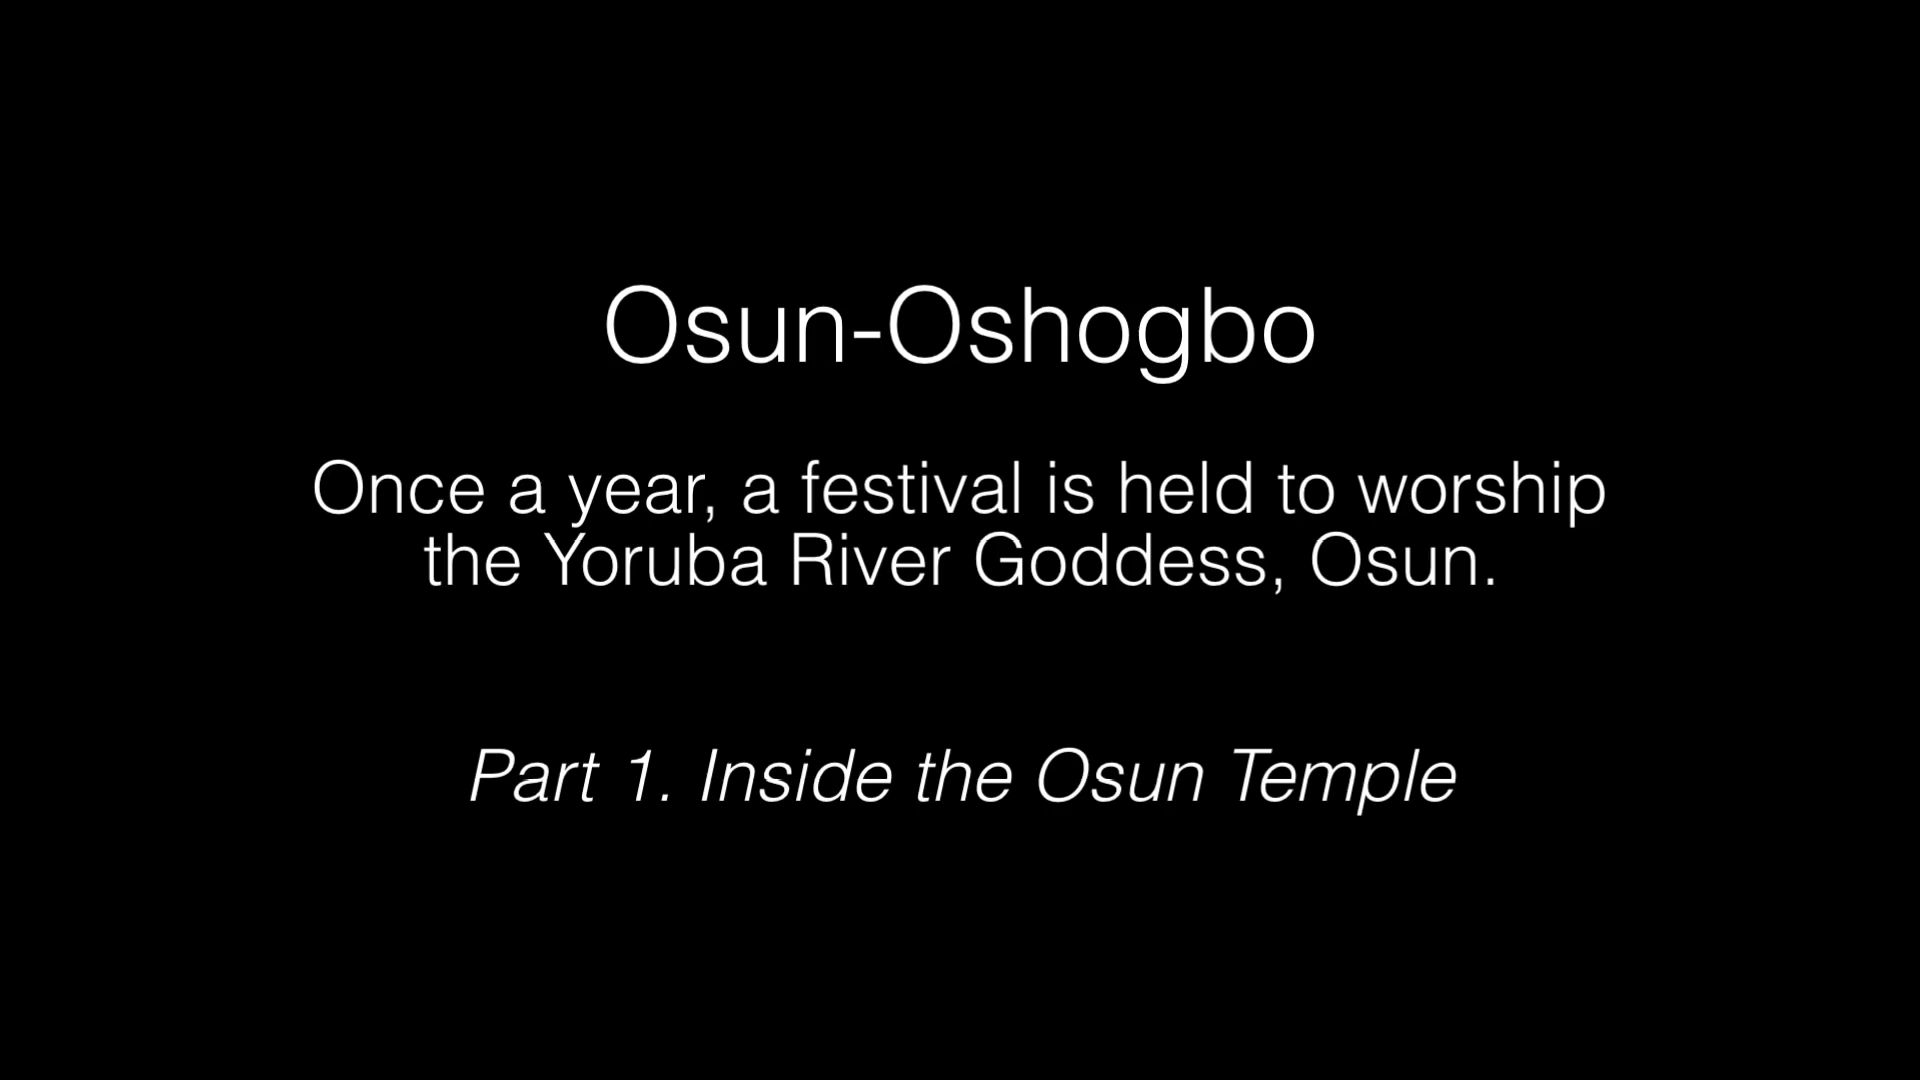 Osun-Oshogbo
Once a year, a festival is held to worship
the Yoruba River Goddess, Osun.
Part 1. Inside the Osun Temple